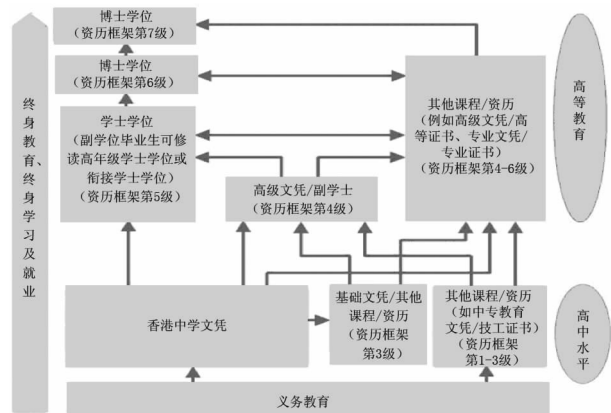 博士学位
(资历框架第7级)
博士学位
(资历框架第6级)
学士学位
(副学位毕业生可修
读高年级学士学位或
衔接学士学位)
(资历框架第5级)
其他课程/资历
(例如高级文凭/高
等证书、专业文凭/
专业证书)
(资历框架第4-6级)
高级文凭/副学士
(资历框架第4级)
香港中学文凭
基础文凭/其他
课程/资历
(资历框架
第3级)
其他课程/资历
(如中专教育
文凭/技工证书)
(资历框架
第1-3级)
义务教育
终身教育、终身学习及就业
高等教育
高中水平